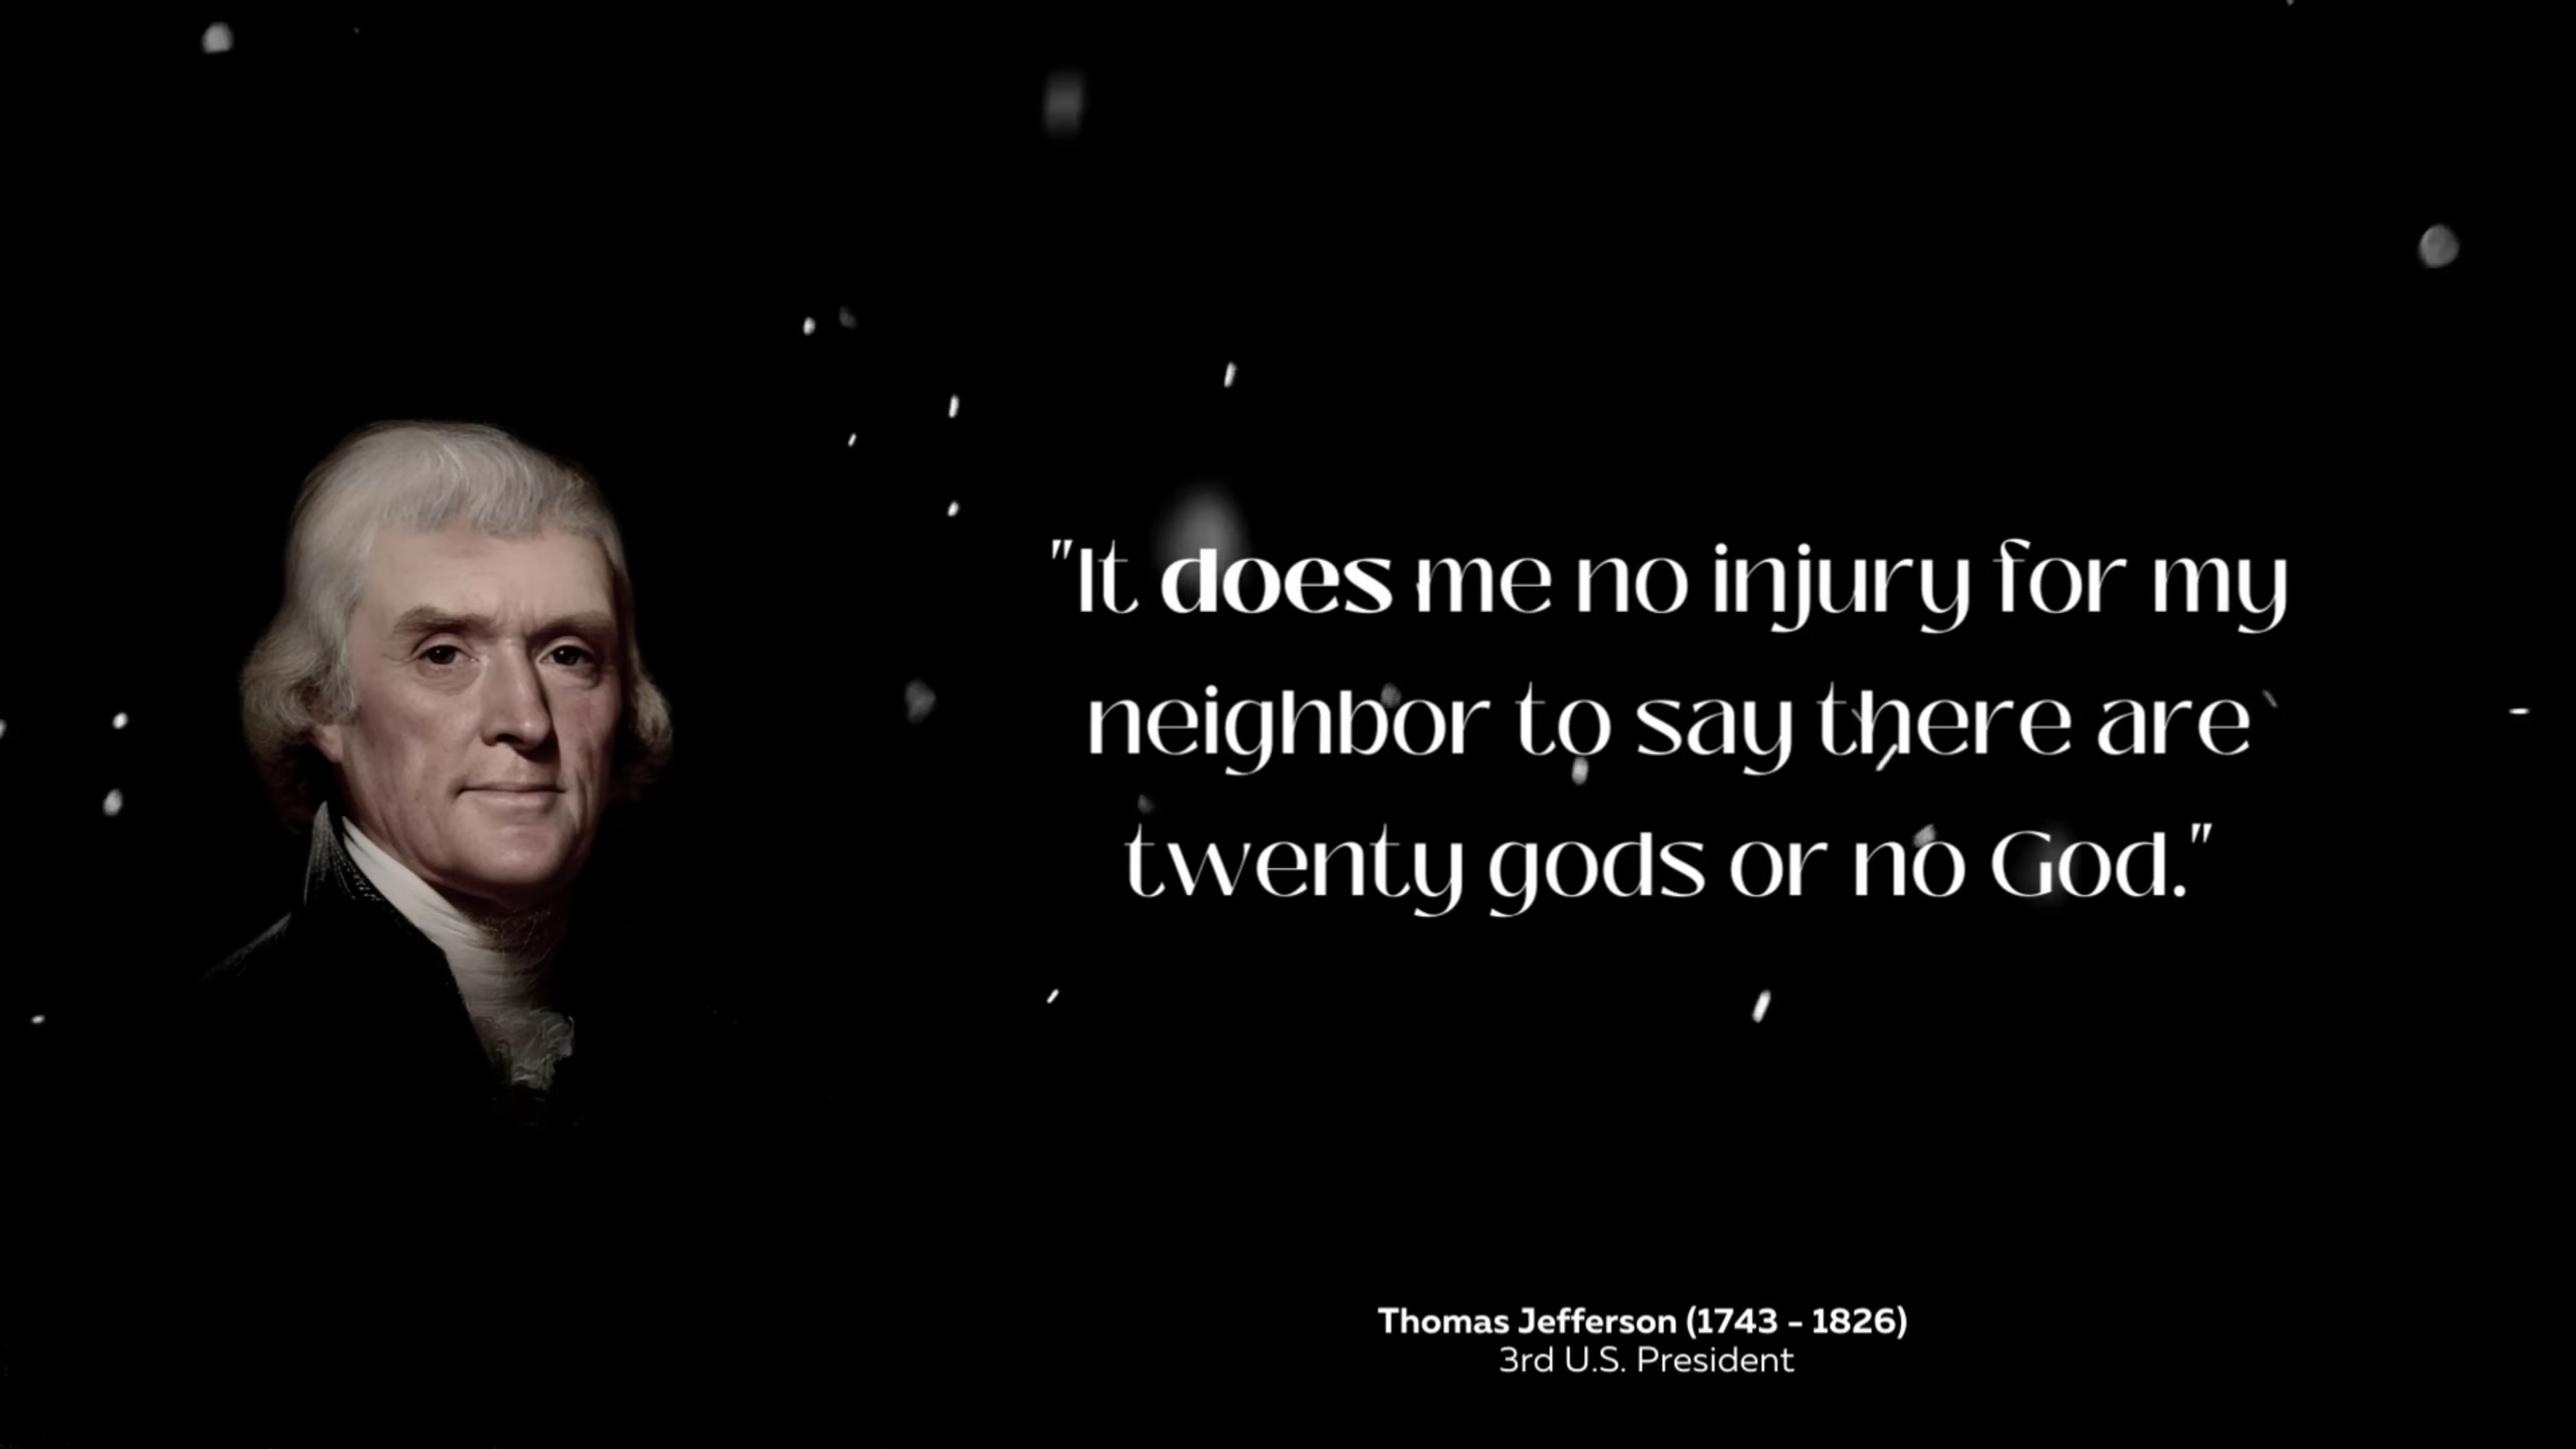 "It does me no injury for my
neighbor to say there are
twenty gods or no God."
Thomas Jefferson (1743 - 1826)
3rd U.S. President